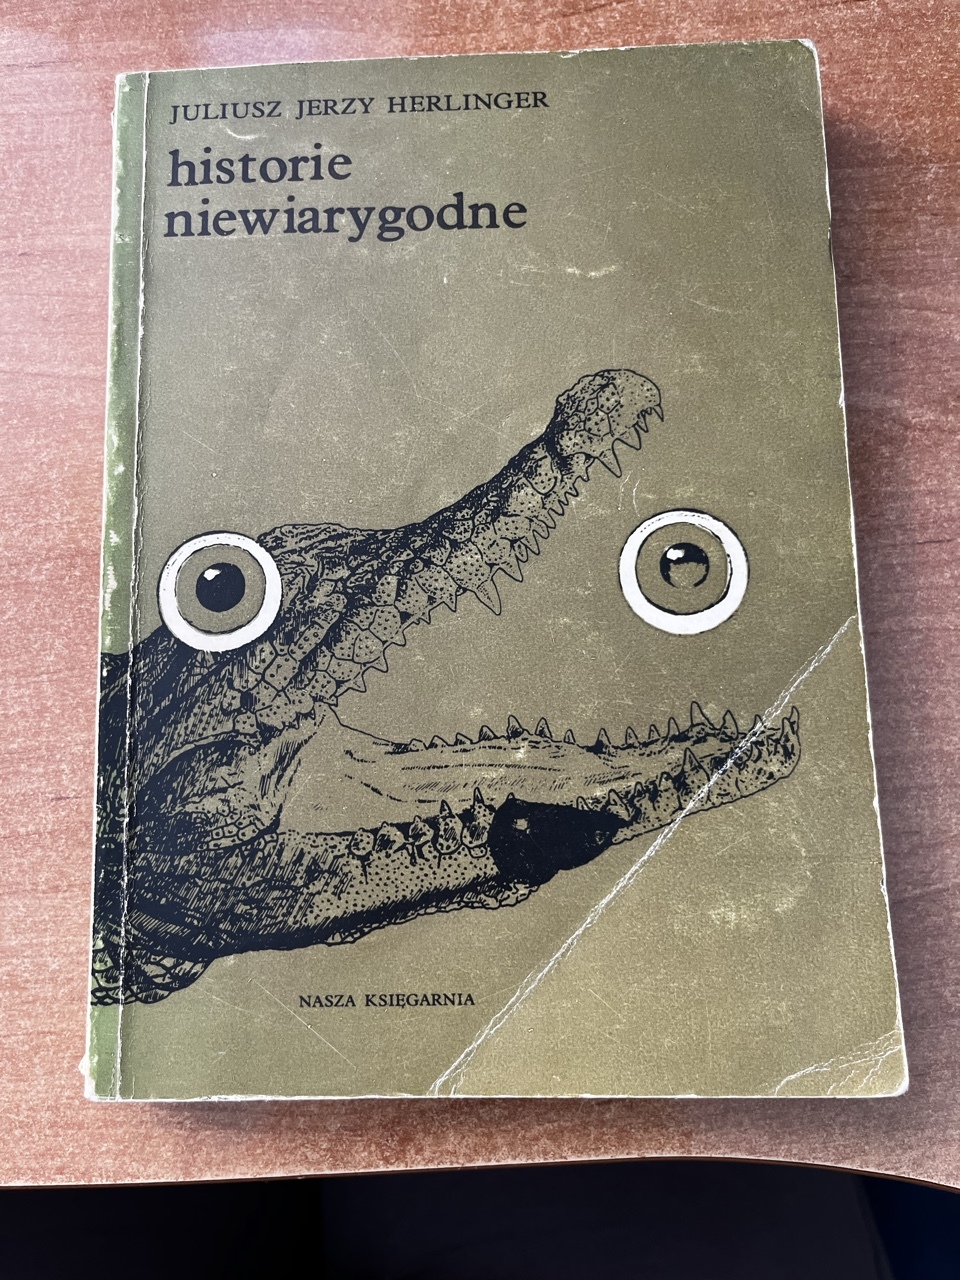 JULIUSZ JERZY HERLINGER
historie
niewiarygodne
NASZA KSIĘGARNIA